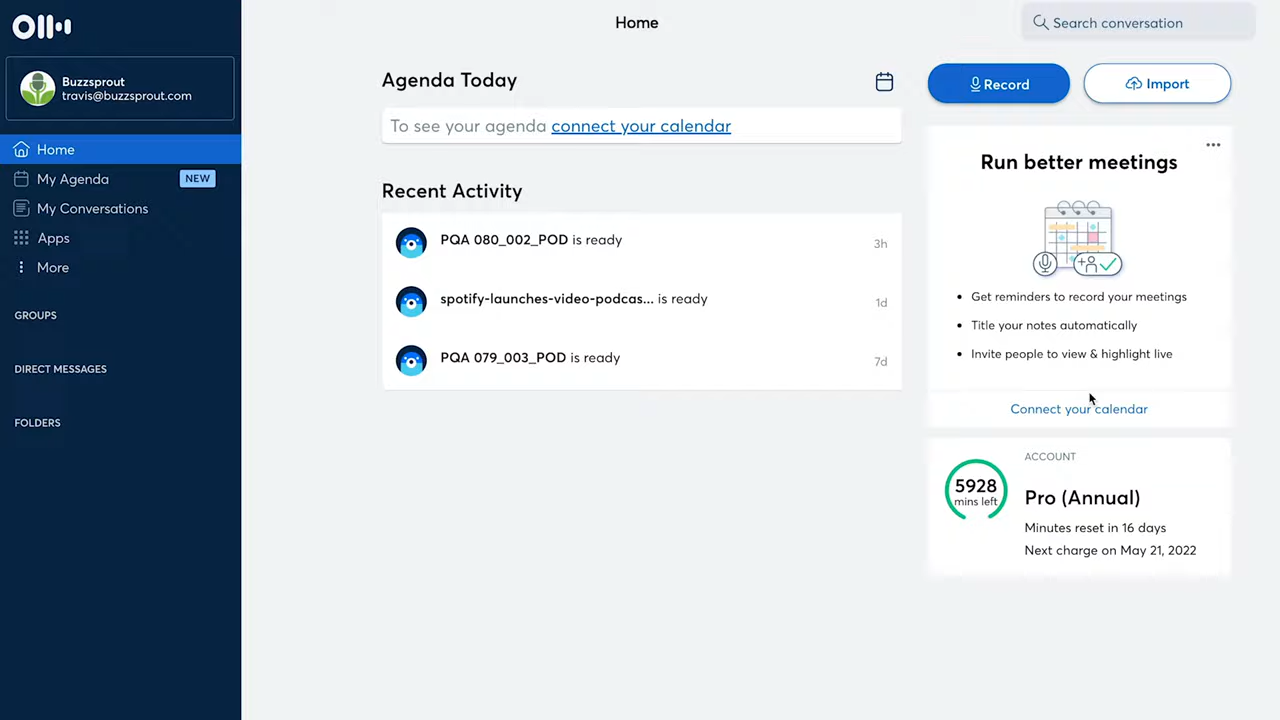 Home
Search conversation
Buzzsprout
travis@buzzsprout.com
Home
My Agenda
NEW
My Conversations
Apps
More
GROUPS
DIRECT MESSAGES
FOLDERS
Agenda Today
To see your agenda connect your calendar
Recent Activity
PQA 080_002_POD is ready
3h
spotify-launches-video-podcas... is ready
1d
PQA 079_003_POD is ready
7d
Record
Import
Run better meetings
Get reminders to record your meetings
Title your notes automatically
Invite people to view & highlight live
Connect your calendar
5928
mins left
ACCOUNT
Pro (Annual)
Minutes reset in 16 days
Next charge on May 21, 2022